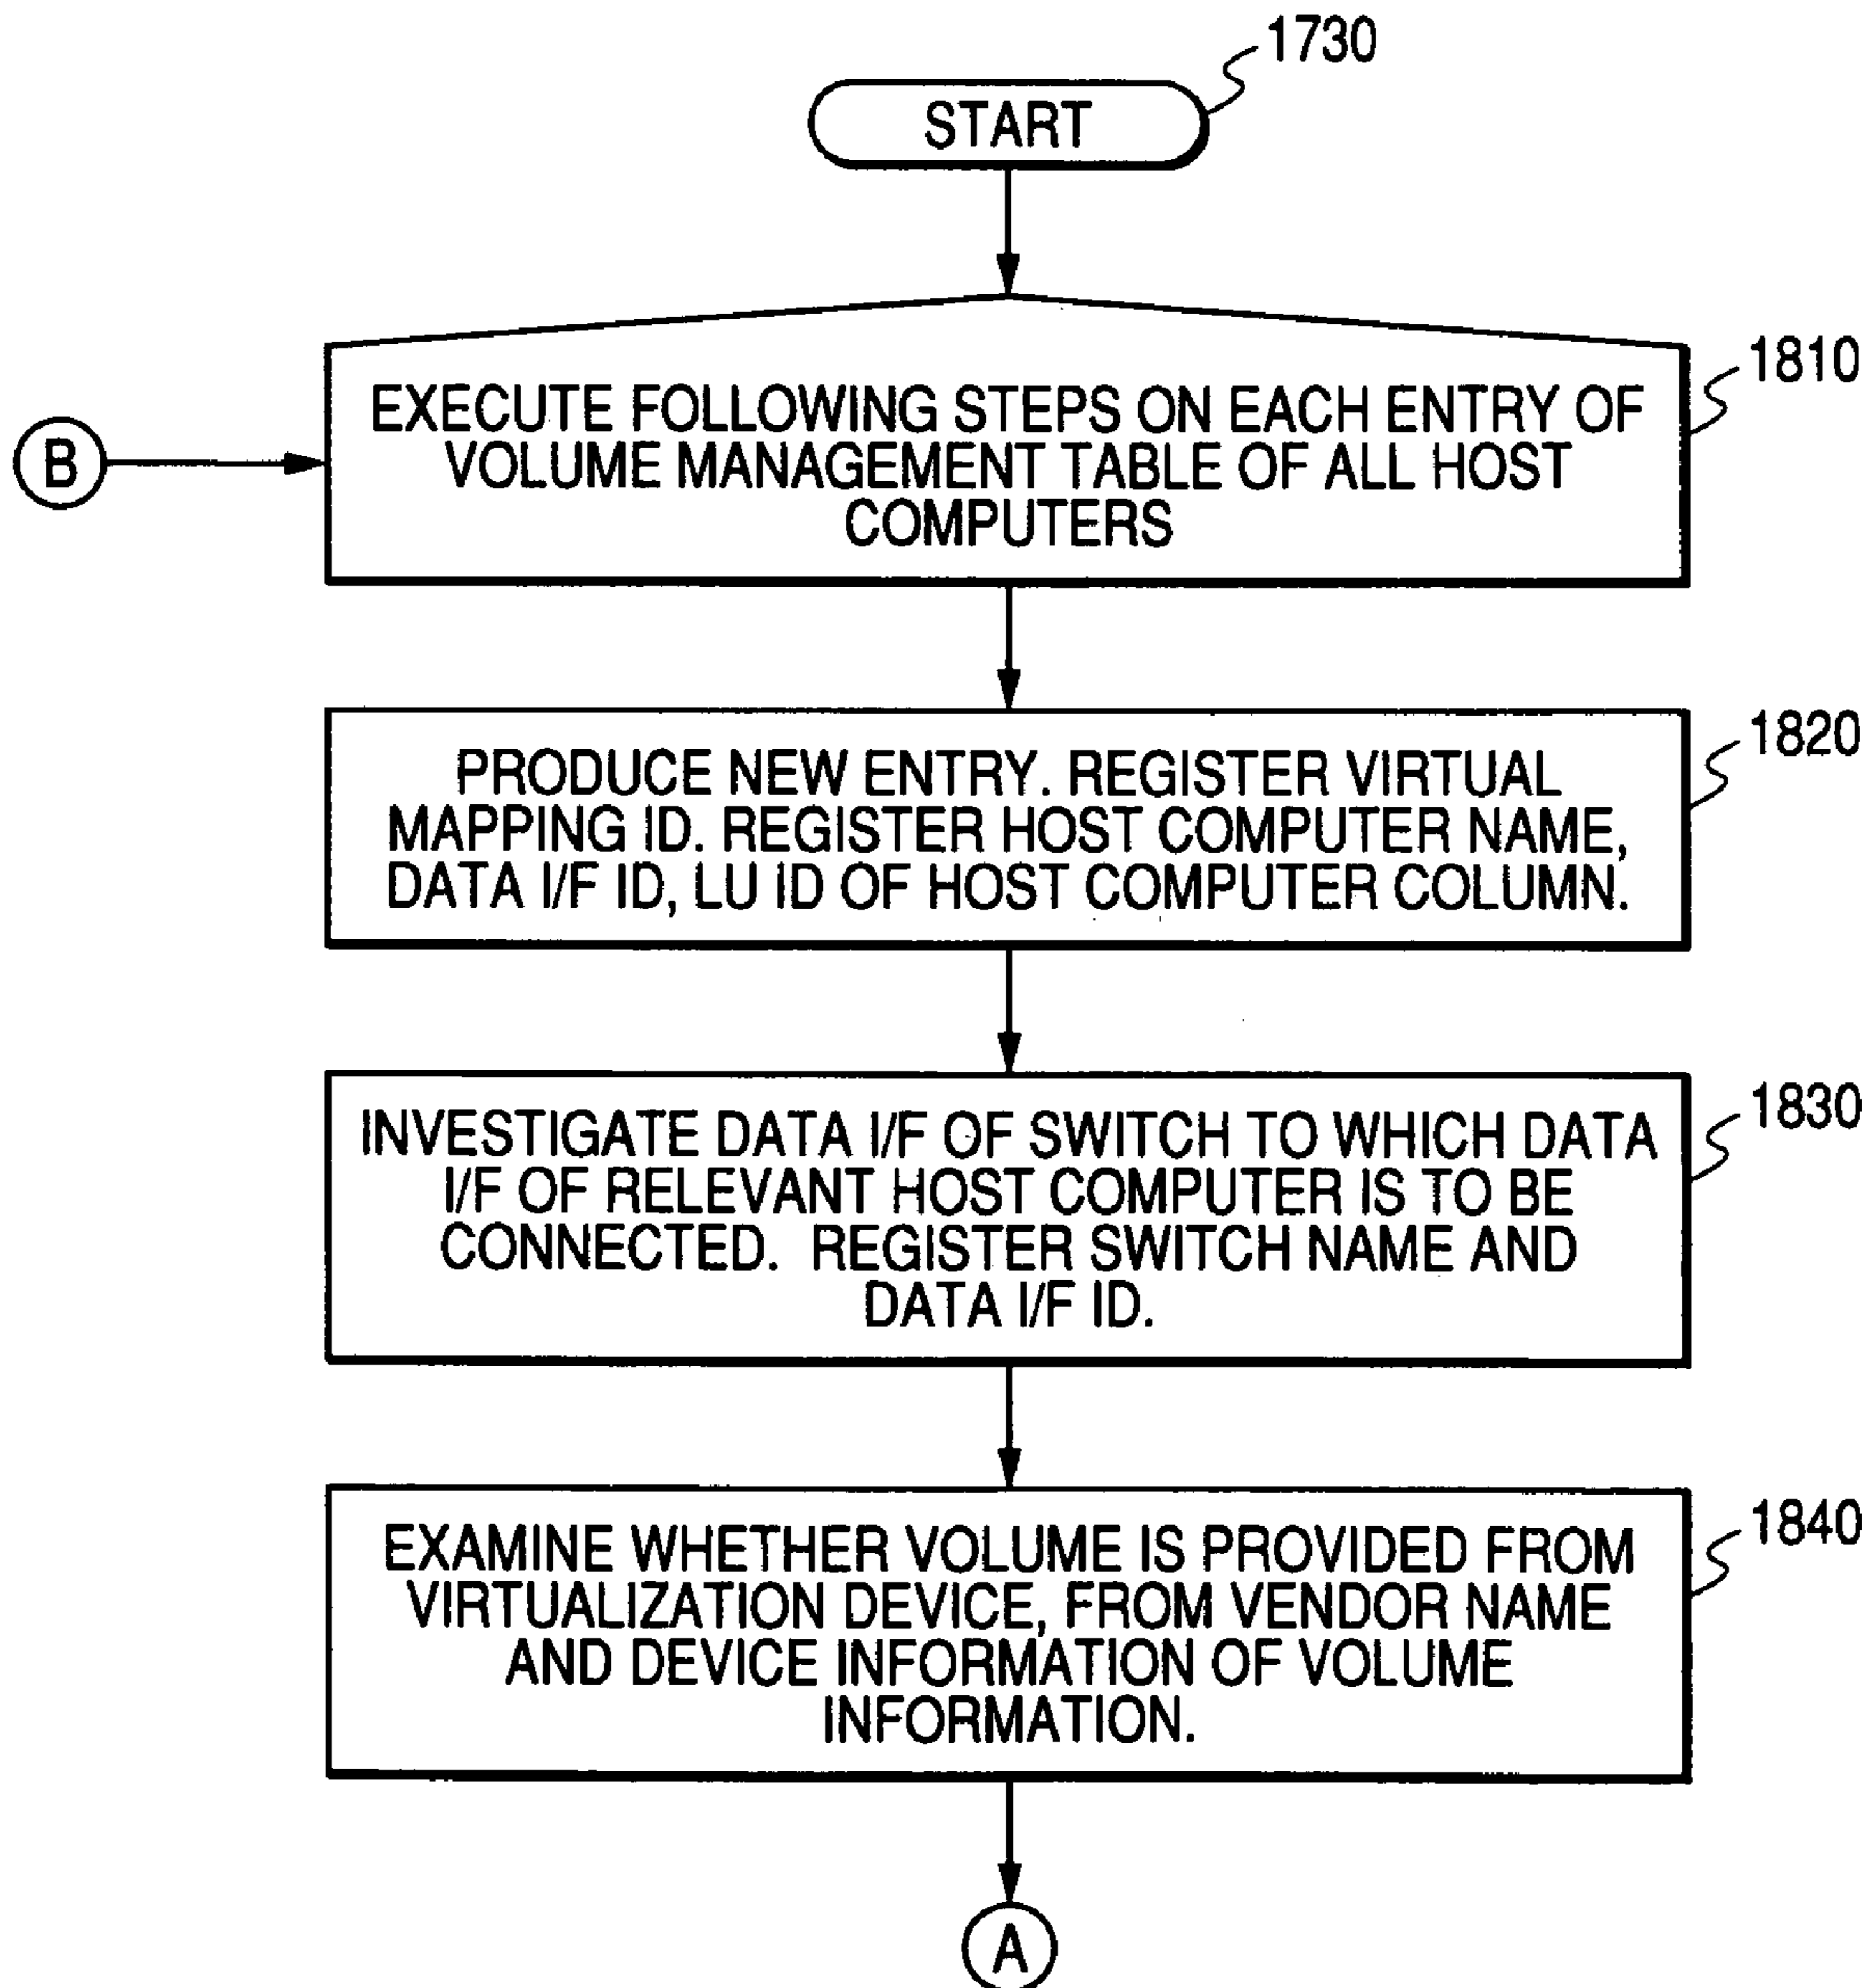 1730
START
1810
EXECUTE FOLLOWING STEPS ON EACH ENTRY OF
VOLUME MANAGEMENT TABLE OF ALL HOST
COMPUTERS
B
1820
PRODUCE NEW ENTRY. REGISTER VIRTUAL
MAPPING ID. REGISTER HOST COMPUTER NAME,
DATA I/F ID, LU ID OF HOST COMPUTER COLUMN.
1830
INVESTIGATE DATA I/F OF SWITCH TO WHICH DATA
I/F OF RELEVANT HOST COMPUTER IS TO BE
CONNECTED. REGISTER SWITCH NAME AND
DATA I/F ID.
1840
EXAMINE WHETHER VOLUME IS PROVIDED FROM
VIRTUALIZATION DEVICE, FROM VENDOR NAME
AND DEVICE INFORMATION OF VOLUME
INFORMATION.
A